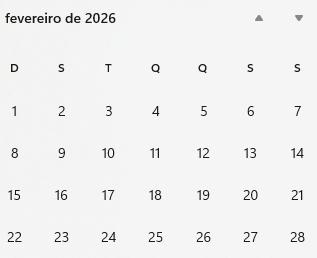 fevereiro de 2026
D S T Q Q S S
1 2 3 4 5 6 7
8 9 10 11 12 13 14
15 16 17 18 19 20 21
22 23 24 25 26 27 28